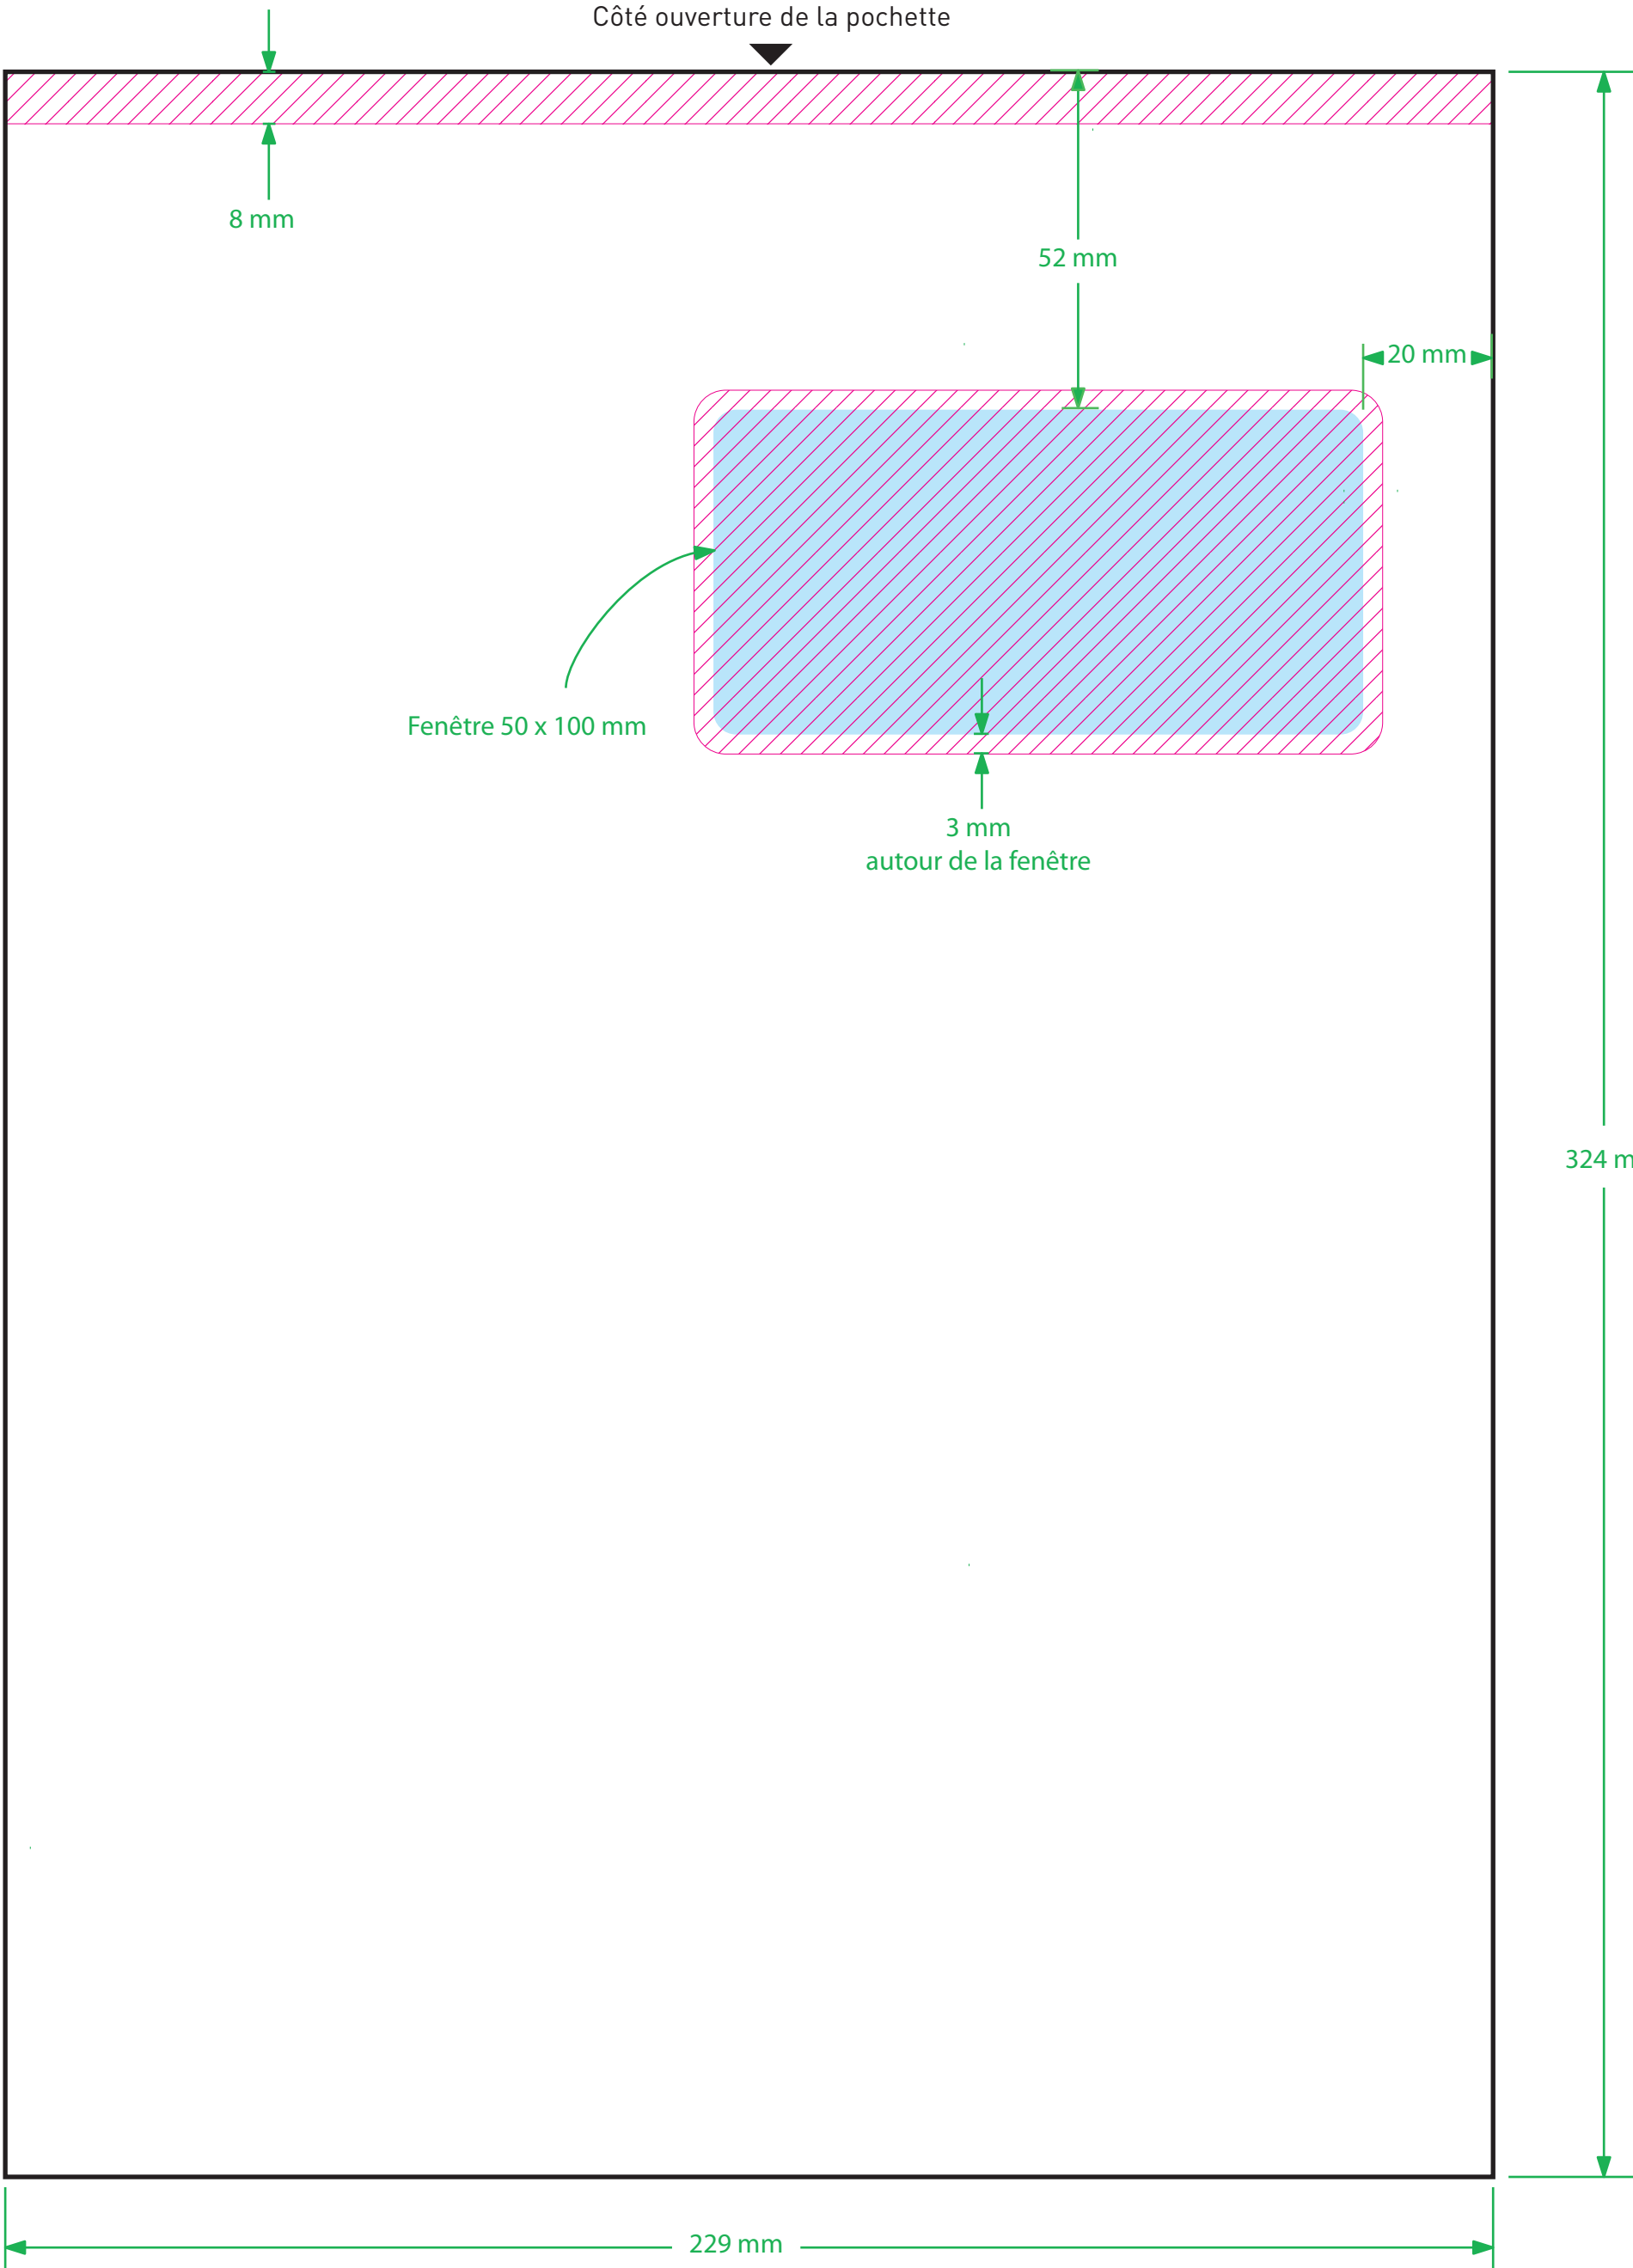 Côté ouverture de la pochette
8 mm
52 mm
20 mm
Fenêtre 50 x 100 mm
3 mm
autour de la fenêtre
324 m
229 mm